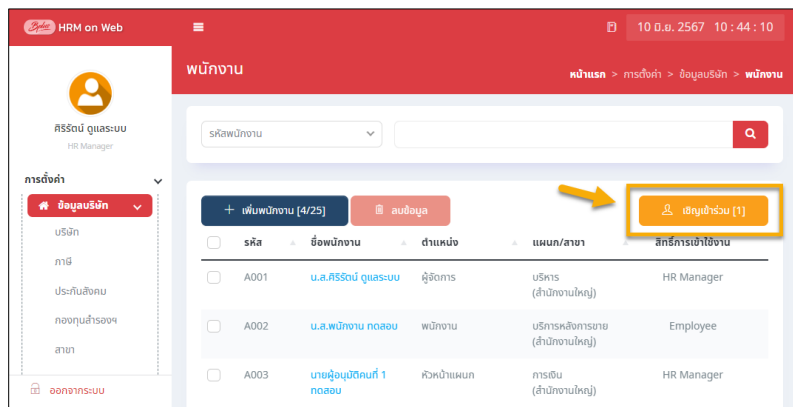 Byte HRM on Web
10 มิ.ย. 2567 10 : 44 : 10
พนักงาน
หน้าแรก > การตั้งค่า > ข้อมูลบริษัท > พนักงาน
ศิริรัตน์ ดูแลระบบ
HR Manager
รหัสพนักงาน
การตั้งค่า
ข้อมูลบริษัท
บริษัท
ภาษี
ประกันสังคม
กองทุนสำรองฯ
สาขา
ออกจากระบบ
+ เพิ่มพนักงาน [4/25] ลบข้อมูล เชิญเข้าร่วม [1]
รหัส ชื่อพนักงาน ตำแหน่ง แผนก/สาขา สิทธิ์การเข้าใช้งาน
A001 น.ส.ศิริรัตน์ ดูแลระบบ ผู้จัดการ บริหาร HR Manager
(สำนักงานใหญ่)
A002 น.ส.พนักงาน ทดสอบ พนักงาน บริการหลังการขาย Employee
(สำนักงานใหญ่)
A003 นายผู้อนุมัติคนที่ 1 หัวหน้าแผนก การเงิน HR Manager
ทดสอบ (สำนักงานใหญ่)